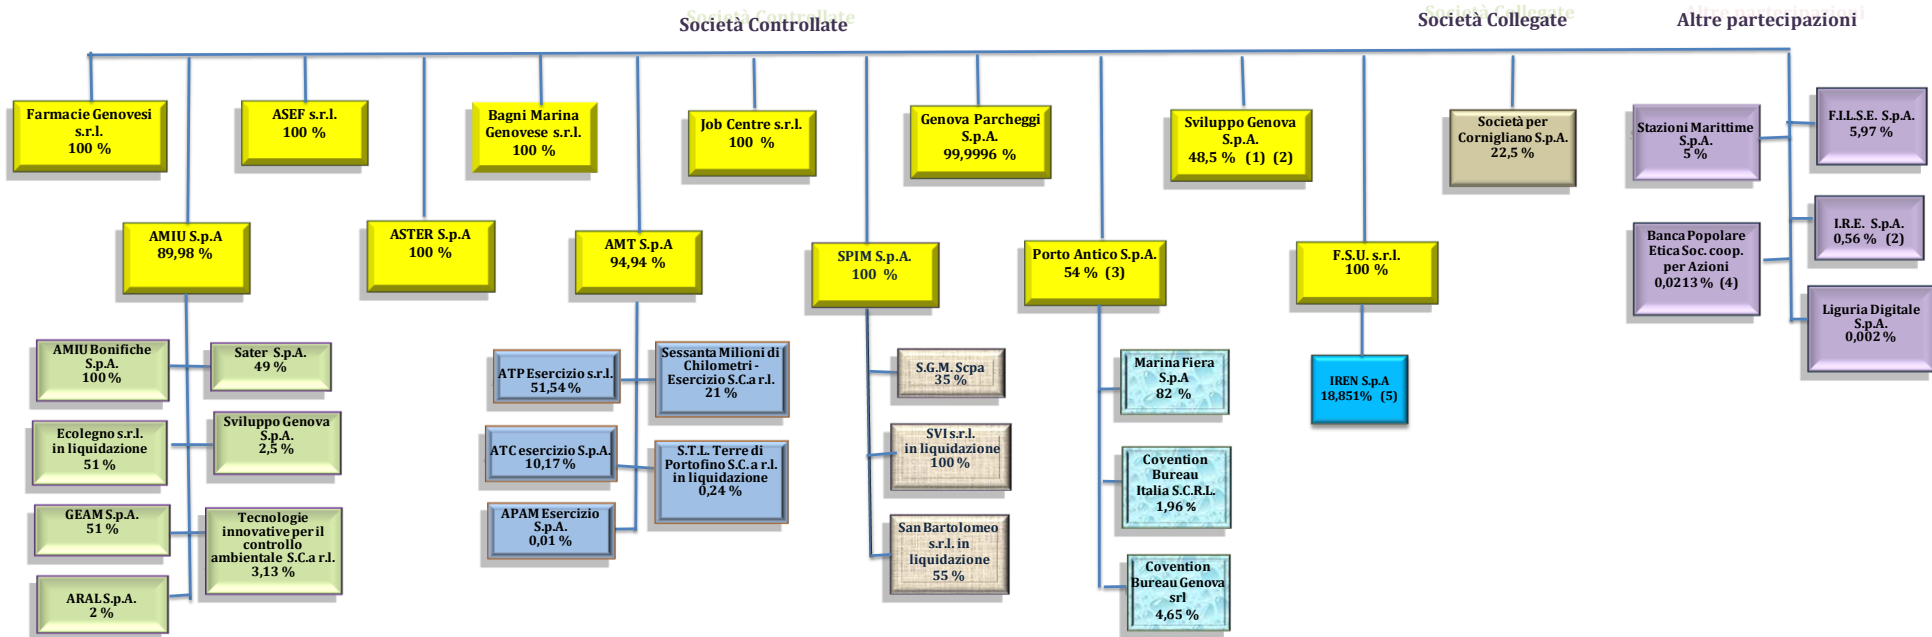 Società Controllate
Società Collegate
Altre partecipazioni
Farmacie Genovesi
s.r.l.
100 %
ASEF s.r.l.
100 %
Bagni Marina
Genovese s.r.l.
100 %
Job Centre s.r.l.
100 %
Genova Parcheggi
S.p.A.
99,9996 %
Sviluppo Genova
S.p.A.
48,5 % (1) (2)
Società per
Cornigliano S.p.A.
22,5 %
Stazioni Marittime
S.p.A.
5 %
F.I.L.S.E. S.p.A.
5,97 %
AMIU S.p.A
89,98 %
ASTER S.p.A
100 %
AMT S.p.A
94,94 %
SPIM S.p.A.
100 %
Porto Antico S.p.A.
54 % (3)
F.S.U. s.r.l.
100 %
Banca Popolare
Etica Soc. coop.
per Azioni
0,0213 % (4)
I.R.E. S.p.A.
0,56 % (2)
Liguria Digitale
S.p.A.
0,002 %
AMIU Bonifiche
S.p.A.
100 %
Sater S.p.A.
49 %
Ecolegno s.r.l.
in liquidazione
51 %
Sviluppo Genova
S.p.A.
2,5 %
GEAM S.p.A.
51 %
Tecnologie
innovative per il
controllo
ambientale S.C.a r.l.
3,13 %
ARAL S.p.A.
2 %
ATP Esercizio s.r.l.
51,54 %
Sessanta Milioni di
Chilometri -
Esercizio S.C.a r.l.
21 %
ATC esercizio S.p.A.
10,17 %
S.T.L. Terre di
Portofino S.C. a r.l.
in liquidazione
0,24 %
APAM Esercizio
S.p.A.
0,01 %
S.G.M. Scpa
35 %
SVI s.r.l.
in liquidazione
100 %
San Bartolomeo
s.r.l. in
liquidazione
55 %
Marina Fiera
S.p.A
82 %
Covention
Bureau
Italia S.C.R.L.
1,96 %
Covention
Bureau Genova
srl
4,65 %
IREN S.p.A
18,851% (5)